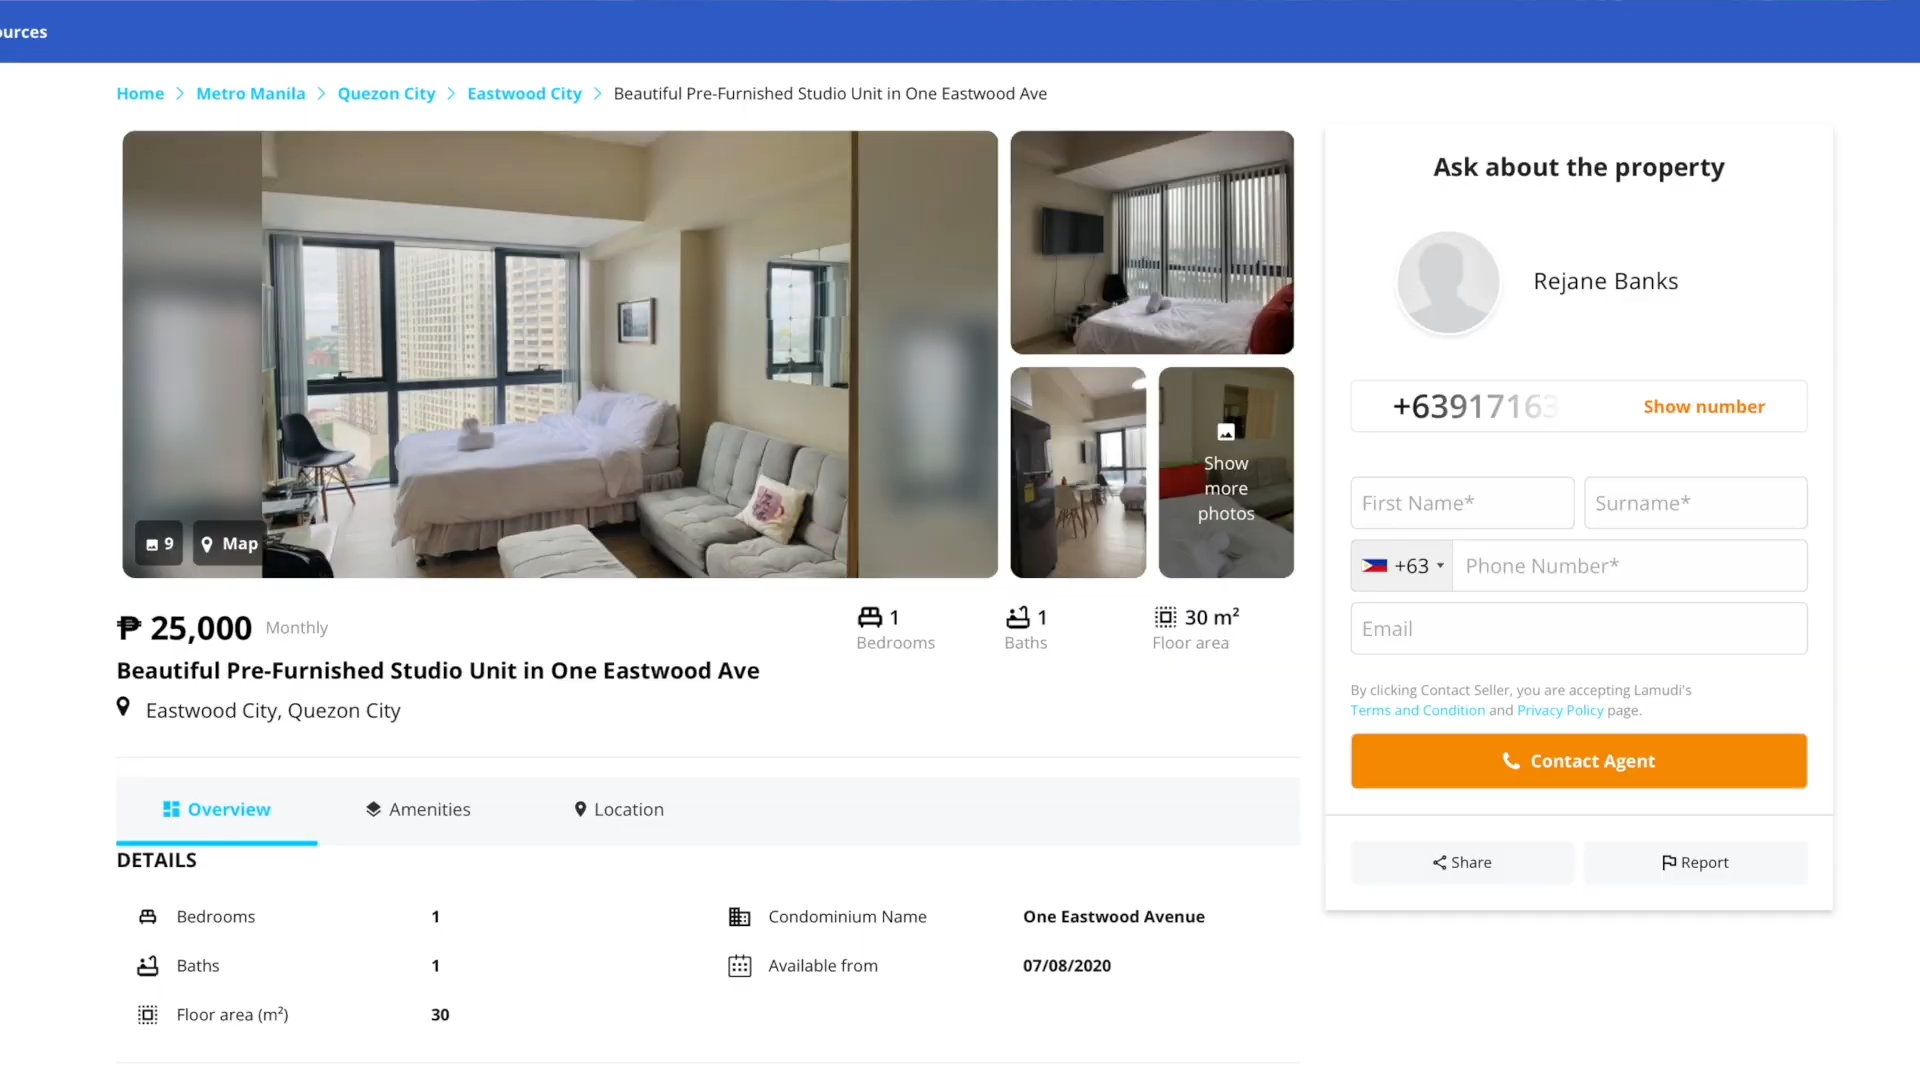 Home > Metro Manila > Quezon City > Eastwood City > Beautiful Pre-Furnished Studio Unit in One Eastwood Ave
9
Map
Show
more
photos
₱ 25,000 Monthly
1
Bedrooms
1
Baths
30 m²
Floor area
Beautiful Pre-Furnished Studio Unit in One Eastwood Ave
Eastwood City, Quezon City
Overview
Amenities
Location
DETAILS
Bedrooms 1
Condominium Name One Eastwood Avenue
Baths 1
Available from 07/08/2020
Floor area (m²) 30
Ask about the property
Rejane Banks
+63917163 Show number
First Name* Surname*
+63 Phone Number*
Email
By clicking Contact Seller, you are accepting Lamudi's
Terms and Condition and Privacy Policy page.
Contact Agent
Share
Report